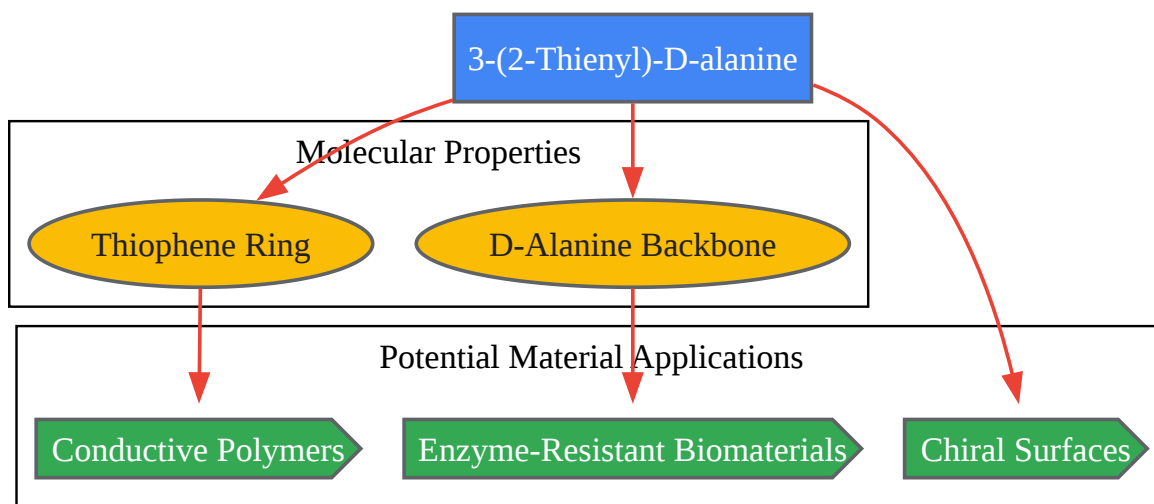 3-(2-Thienyl)-D-alanine
Molecular Properties
Thiophene Ring
D-Alanine Backbone
Potential Material Applications
Conductive Polymers
Enzyme-Resistant Biomaterials
Chiral Surfaces